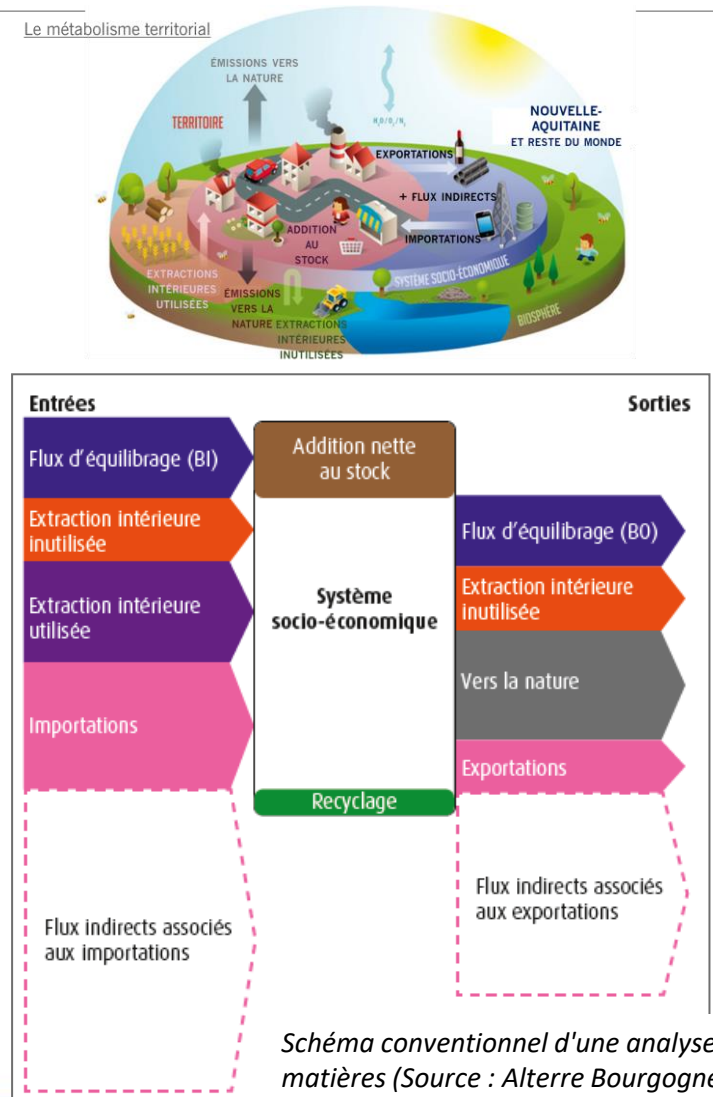 Le métabolisme territorial
ÉMISSIONS VERS
LA NATURE
TERRITOIRE
NOUVELLE-
AQUITAINE
ET RESTE DU MONDE
H₂O/O₂/N₂
EXPORTATIONS
+ FLUX INDIRECTS
IMPORTATIONS
ADDITION
AU
STOCK
SYSTÈME SOCIO-ÉCONOMIQUE
BIOSPHÈRE
EXTRACTIONS
INTÉRIEURES
UTILISÉES
ÉMISSIONS
VERS LA
NATURE
EXTRACTIONS
INTÉRIEURES
INUTILISÉES
Entrées
Sorties
Flux d'équilibrage (BI)
Addition nette
au stock
Extraction intérieure
inutilisée
Flux d'équilibrage (BO)
Extraction intérieure
utilisée
Système
socio-économique
Extraction intérieure
inutilisée
Vers la nature
Importations
Exportations
Recyclage
Flux indirects associés
aux importations
Flux indirects associés
aux exportations
Schéma conventionnel d'une analyse
matières (Source : Alterre Bourgogne